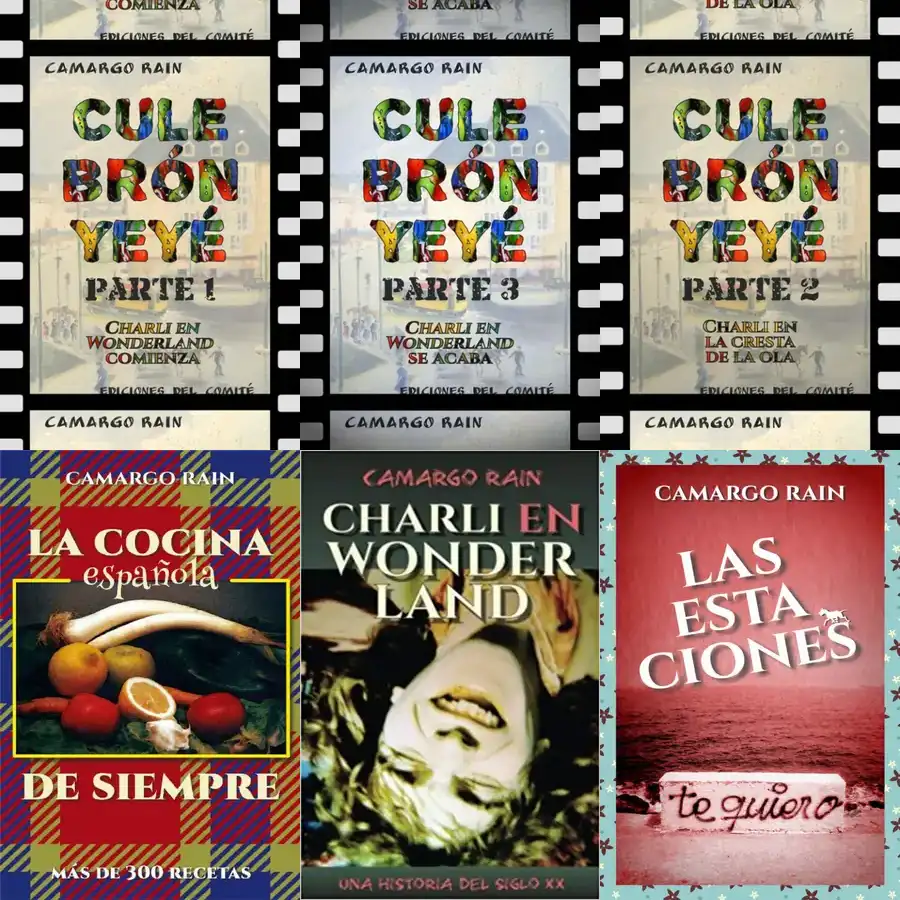 COMIENZA
EDICIONES DEL COMITÉ
CAMARGO RAIN
CULE
BRÓN
YEYÉ
PARTE 1
CHARLI EN
WONDERLAND
COMIENZA
EDICIONES DEL COMITÉ
CAMARGO RAIN
SE ACABA
EDICIONES DEL COMITÉ
CAMARGO RAIN
CULE
BRÓN
YEYÉ
PARTE 3
CHARLI EN
WONDERLAND
SE ACABA
EDICIONES DEL COMITÉ
CAMARGO RAIN
DE LA OLA
EDICIONES DEL COMITÉ
CAMARGO RAIN
CULE
BRÓN
YEYÉ
PARTE 2
CHARLI EN
LA CRESTA
DE LA OLA
EDICIONES DEL COMITÉ
CAMARGO RAIN
CAMARGO RAIN
LA COCINA
española
DE SIEMPRE
MÁS DE 300 RECETAS
CAMARGO RAIN
CHARLI EN
WONDER
LAND
UNA HISTORIA DEL SIGLO XX
CAMARGO RAIN
LAS
ESTA
CIONES
te quiero